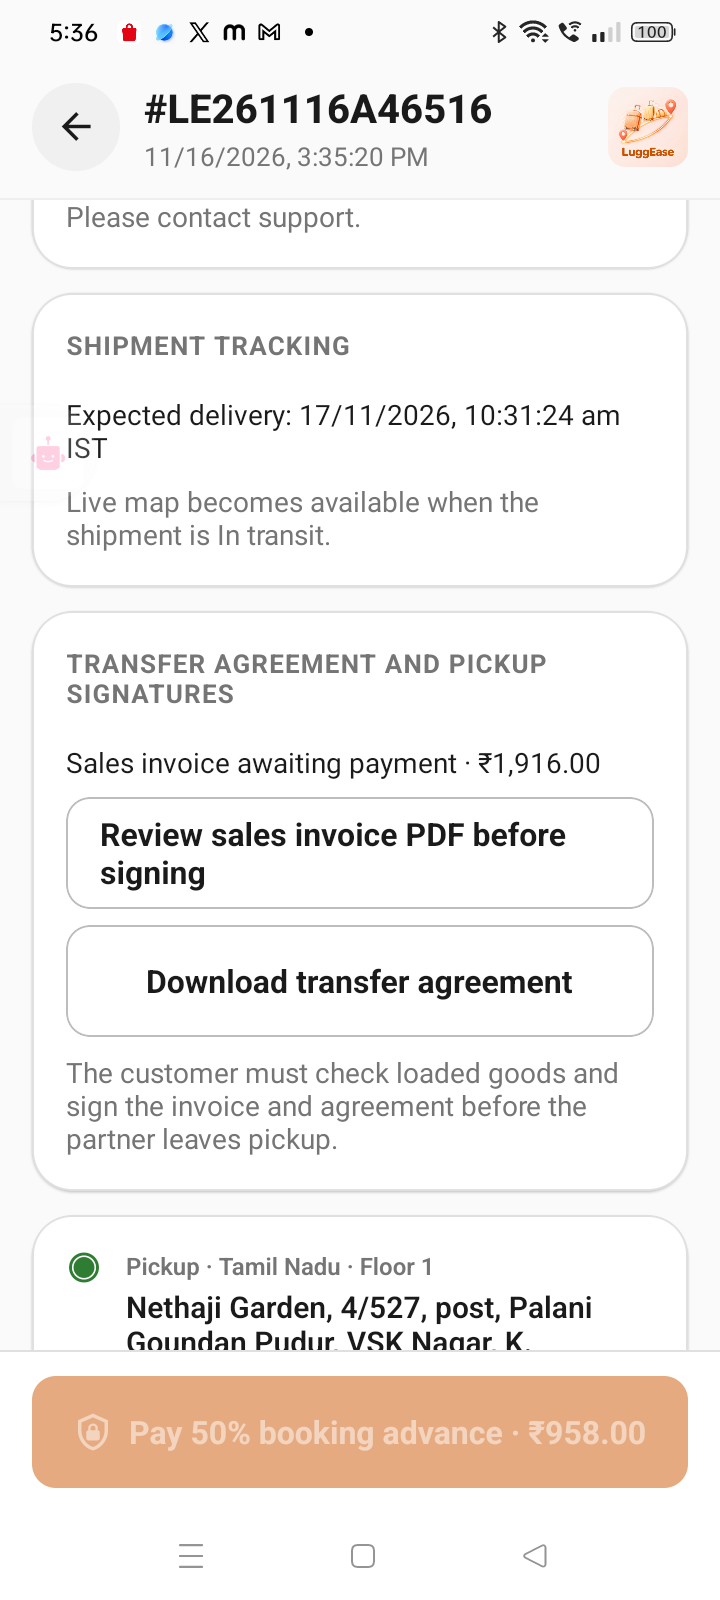 5:36
100
#LE261116A46516
11/16/2026, 3:35:20 PM
LuggEase
Please contact support.
SHIPMENT TRACKING
Expected delivery: 17/11/2026, 10:31:24 am
IST
Live map becomes available when the
shipment is In transit.
TRANSFER AGREEMENT AND PICKUP
SIGNATURES
Sales invoice awaiting payment · ₹1,916.00
Review sales invoice PDF before
signing
Download transfer agreement
The customer must check loaded goods and
sign the invoice and agreement before the
partner leaves pickup.
Pickup · Tamil Nadu · Floor 1
Nethaji Garden, 4/527, post, Palani
Goundan Pudur, VSK Nagar, K.
Pay 50% booking advance · ₹958.00